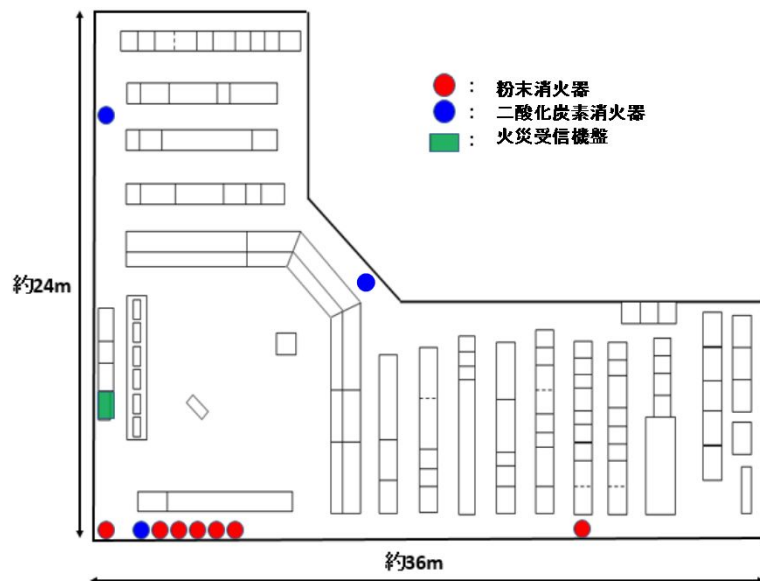 ： 粉末消火器
： 二酸化炭素消火器
： 火災受信機盤
約24m
約36m